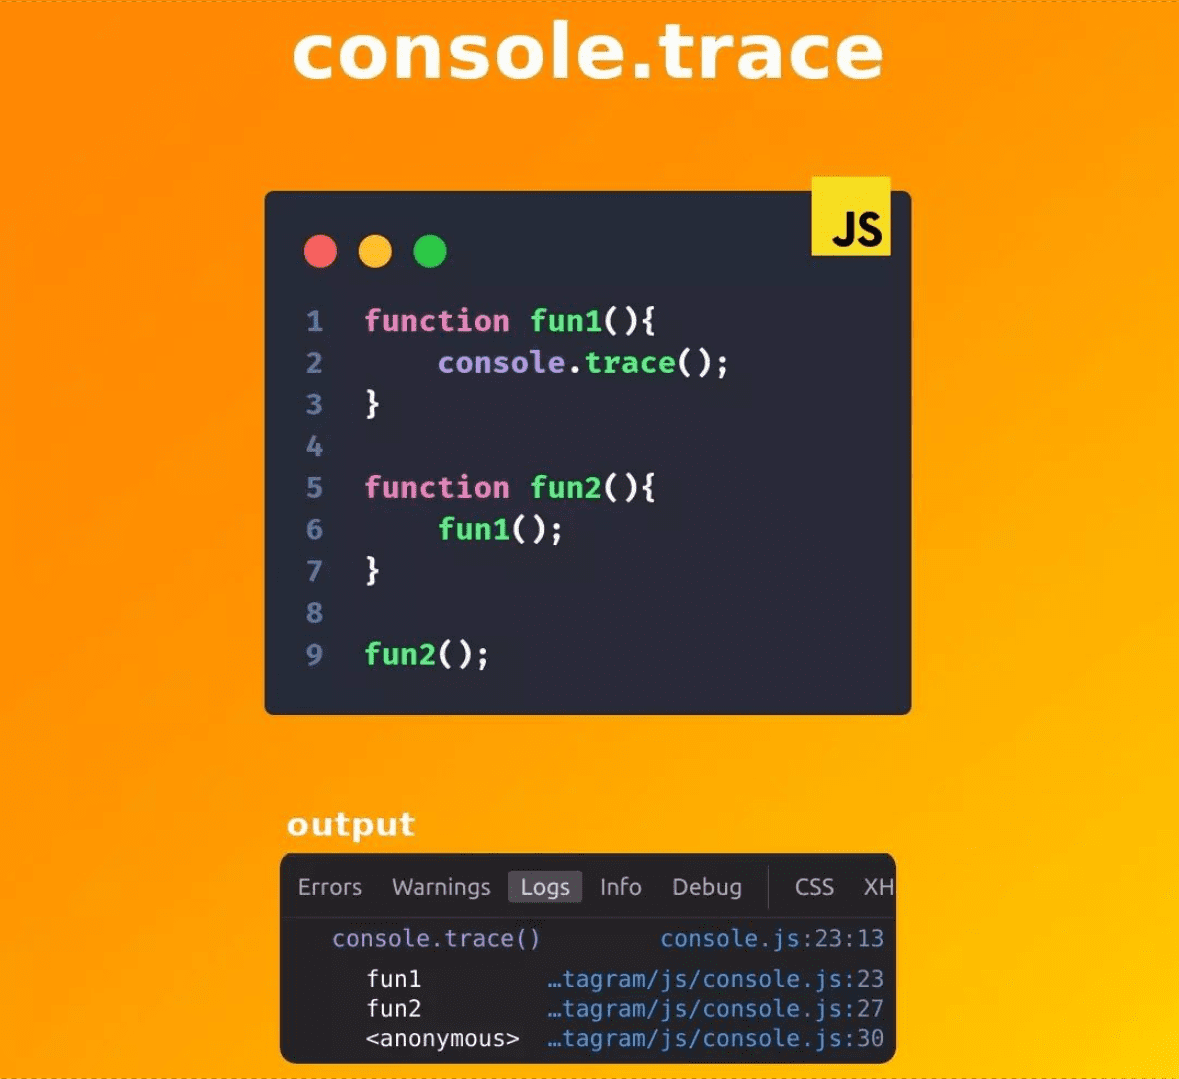 console.trace
JS
1 function fun1(){
2     console.trace();
3 }
4
5 function fun2(){
6     fun1();
7 }
8
9 fun2();
output
Errors Warnings Logs Info Debug CSS XH
console.trace() console.js:23:13
fun1 …tagram/js/console.js:23
fun2 …tagram/js/console.js:27
<anonymous> …tagram/js/console.js:30